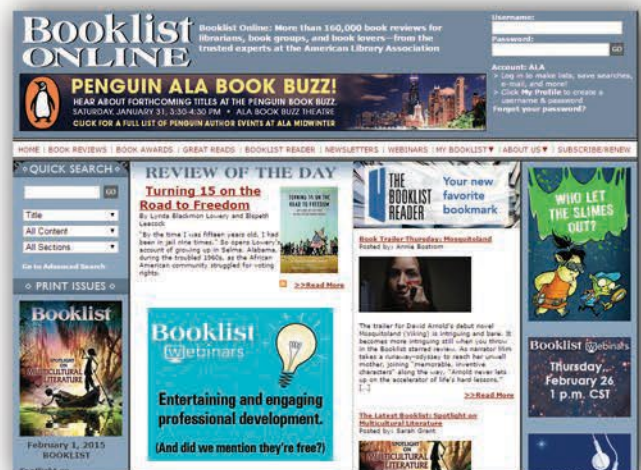 Booklist
ONLINE
Booklist Online: More than 160,000 book reviews for
librarians, book groups, and book lovers—from the
trusted experts at the American Library Association
Username:
Password:
GO
Account: ALA
> Log in to make lists, save searches,
e-mail, and more!
> Click My Profile to create a
username & password
Forgot your password?
PENGUIN ALA BOOK BUZZ!
HEAR ABOUT FORTHCOMING TITLES AT THE PENGUIN BOOK BUZZ.
SATURDAY, JANUARY 31, 3:30-4:30 PM • ALA BOOK BUZZ THEATRE
CLICK FOR A FULL LIST OF PENGUIN AUTHOR EVENTS AT ALA MIDWINTER
HOME | BOOK REVIEWS | BOOK AWARDS | GREAT READS | BOOKLIST READER | NEWSLETTERS | WEBINARS | MY BOOKLIST▼ | ABOUT US▼ | SUBSCRIBE/RENEW
QUICK SEARCH
GO
Title
All Content
All Sections
Go to Advanced Search
PRINT ISSUES
Booklist
SPOTLIGHT ON
MULTICULTURAL
LITERATURE
February 1, 2015
BOOKLIST
REVIEW OF THE DAY
Turning 15 on the
Road to Freedom
By Lynda Blackmon Lowery and Elspeth
Leacock
"By the time I was fifteen years old, I had
been in jail nine times." So opens Lowery's
account of growing up in Selma, Alabama,
during the troubled 1960s, as the African
American community struggled for voting
rights.
TURNING 15 ON THE
ROAD TO FREEDOM
>>Read More
Booklist
webinars
Entertaining and engaging
professional development.
(And did we mention they're free?)
THE
BOOKLIST
READER
Your new
favorite
bookmark
Book Trailer Thursday: Mosquitoland
Posted by: Annie Bostrom
The trailer for David Arnold's debut novel
Mosquitoland (Viking) is intriguing and bare. It
becomes more intriguing still when you throw
in the Booklist starred review. As narrator Mim
takes a runaway-odyssey to reach her unwell
mother, joining "memorable, inventive
characters" along the way, "Arnold never lets
up on the accelerator of life's hard lessons."
[...]
>>Read More
The Latest Booklist: Spotlight on
Multicultural Literature
Posted by: Sarah Grant
Booklist
WHO LET
THE SLIMES
OUT?
Booklist webinars
Thursday,
February 26
1 p.m. CST